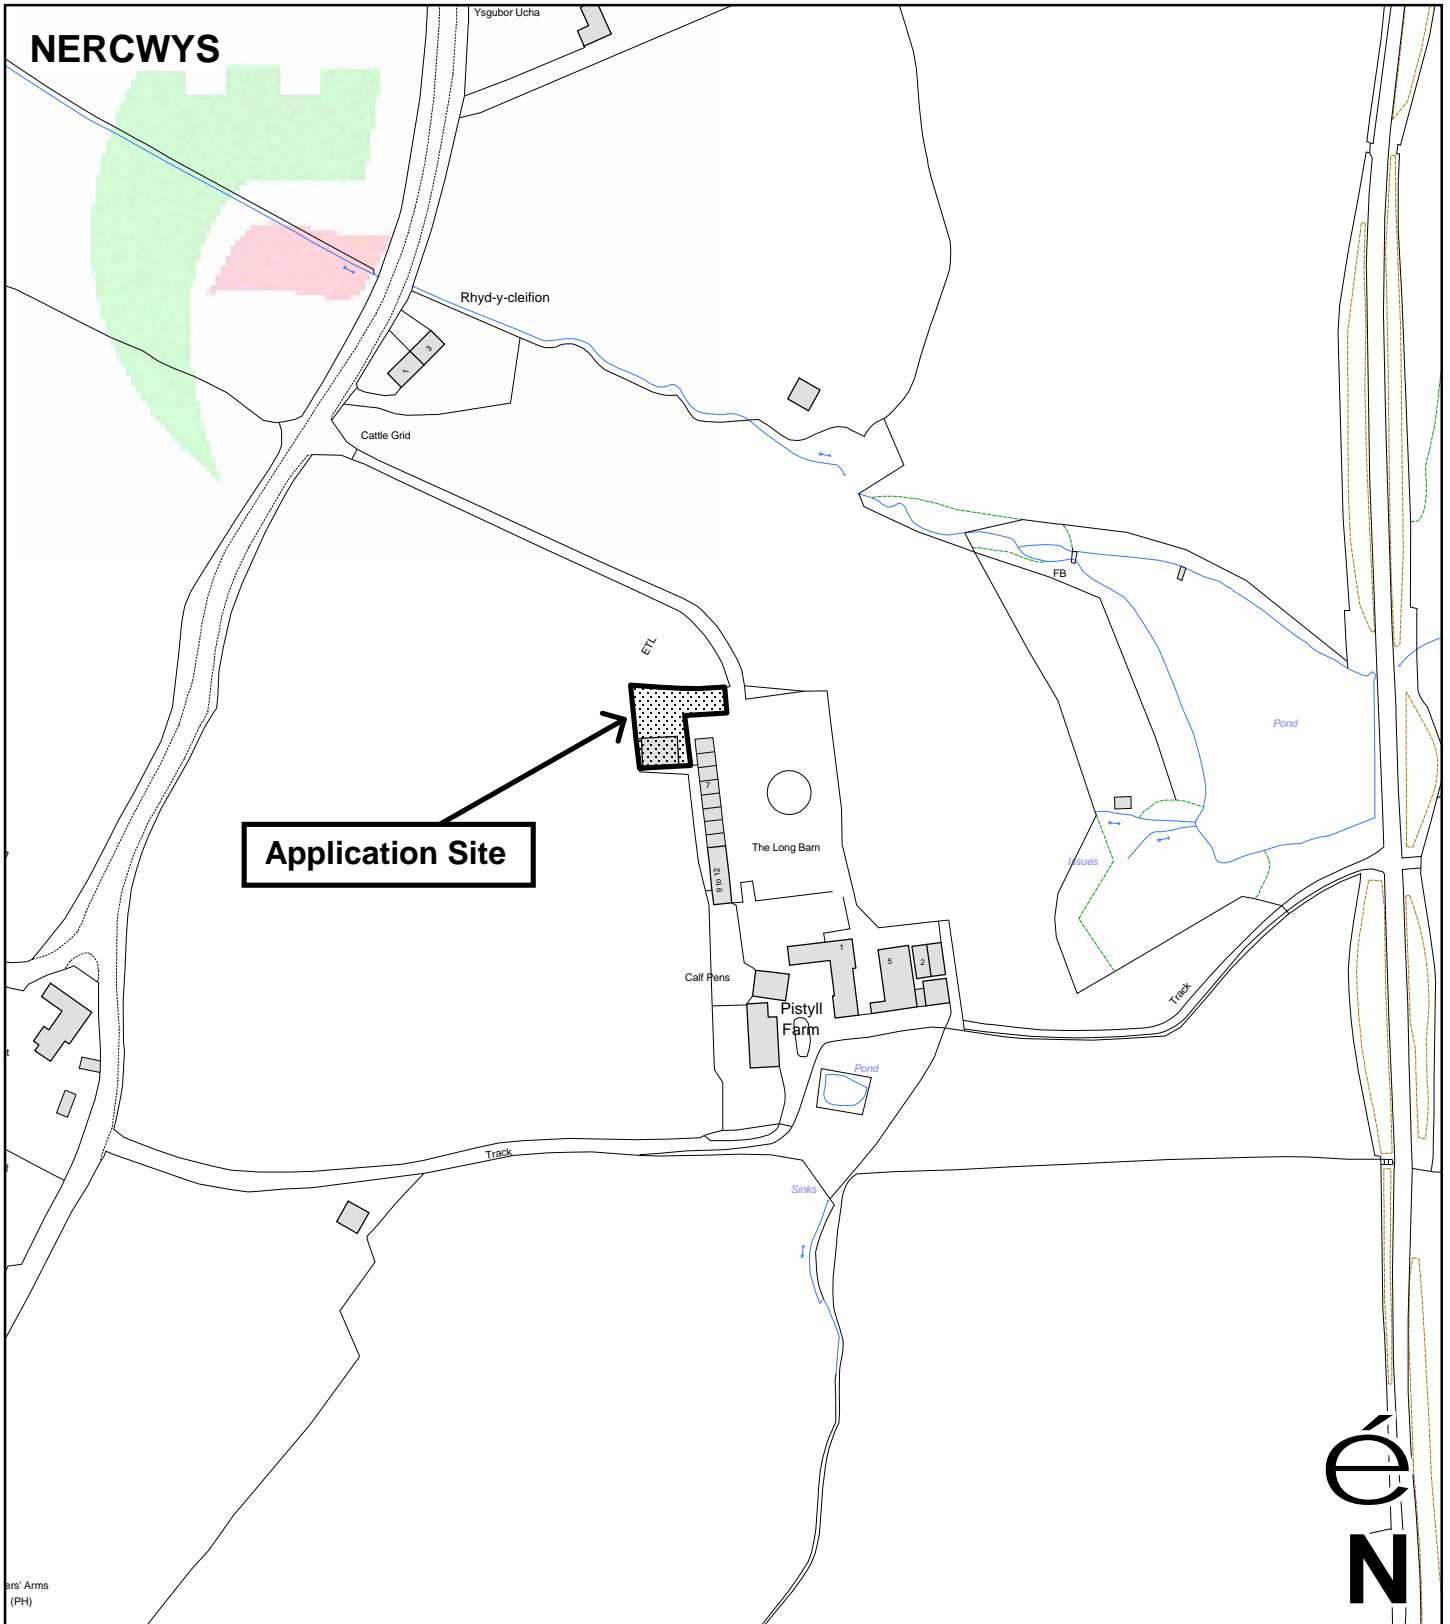 Ysgubor Ucha
NERCWYS
Rhyd-y-cleifion
3
1
Cattle Grid
FB
ETL
Pond
7
Application Site
The Long Barn
Issues
9 to 12
1
5
2
Calf Pens
Track
Pistyll
Farm
Pond
Track
Sinks
é
N
ers' Arms
(PH)